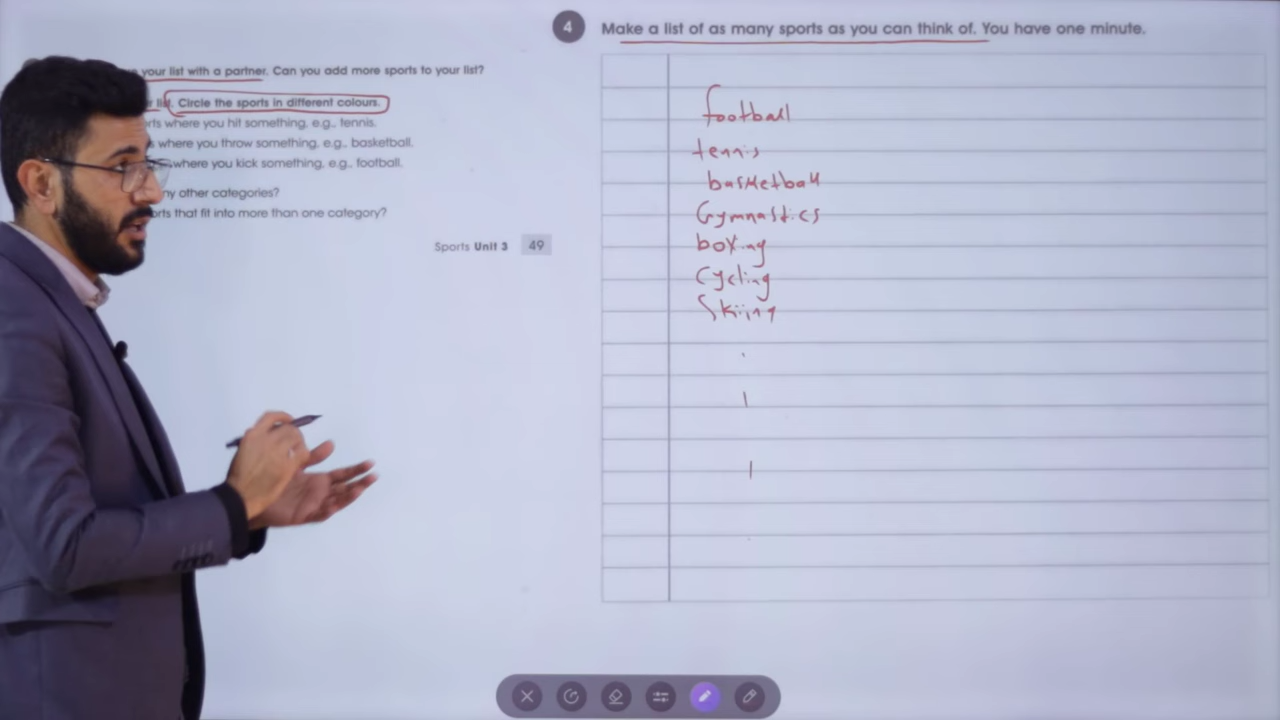 4 Make a list of as many sports as you can think of. You have one minute.
your list with a partner. Can you add more sports to your list?
list. Circle the sports in different colours.
where you hit something, e.g., tennis.
where you throw something, e.g., basketball.
where you kick something, e.g., football.
other categories?
that fit into more than one category?
Sports Unit 3 49
football
tennis
basketball
Gymnastics
boxing
Cycling
Skiing